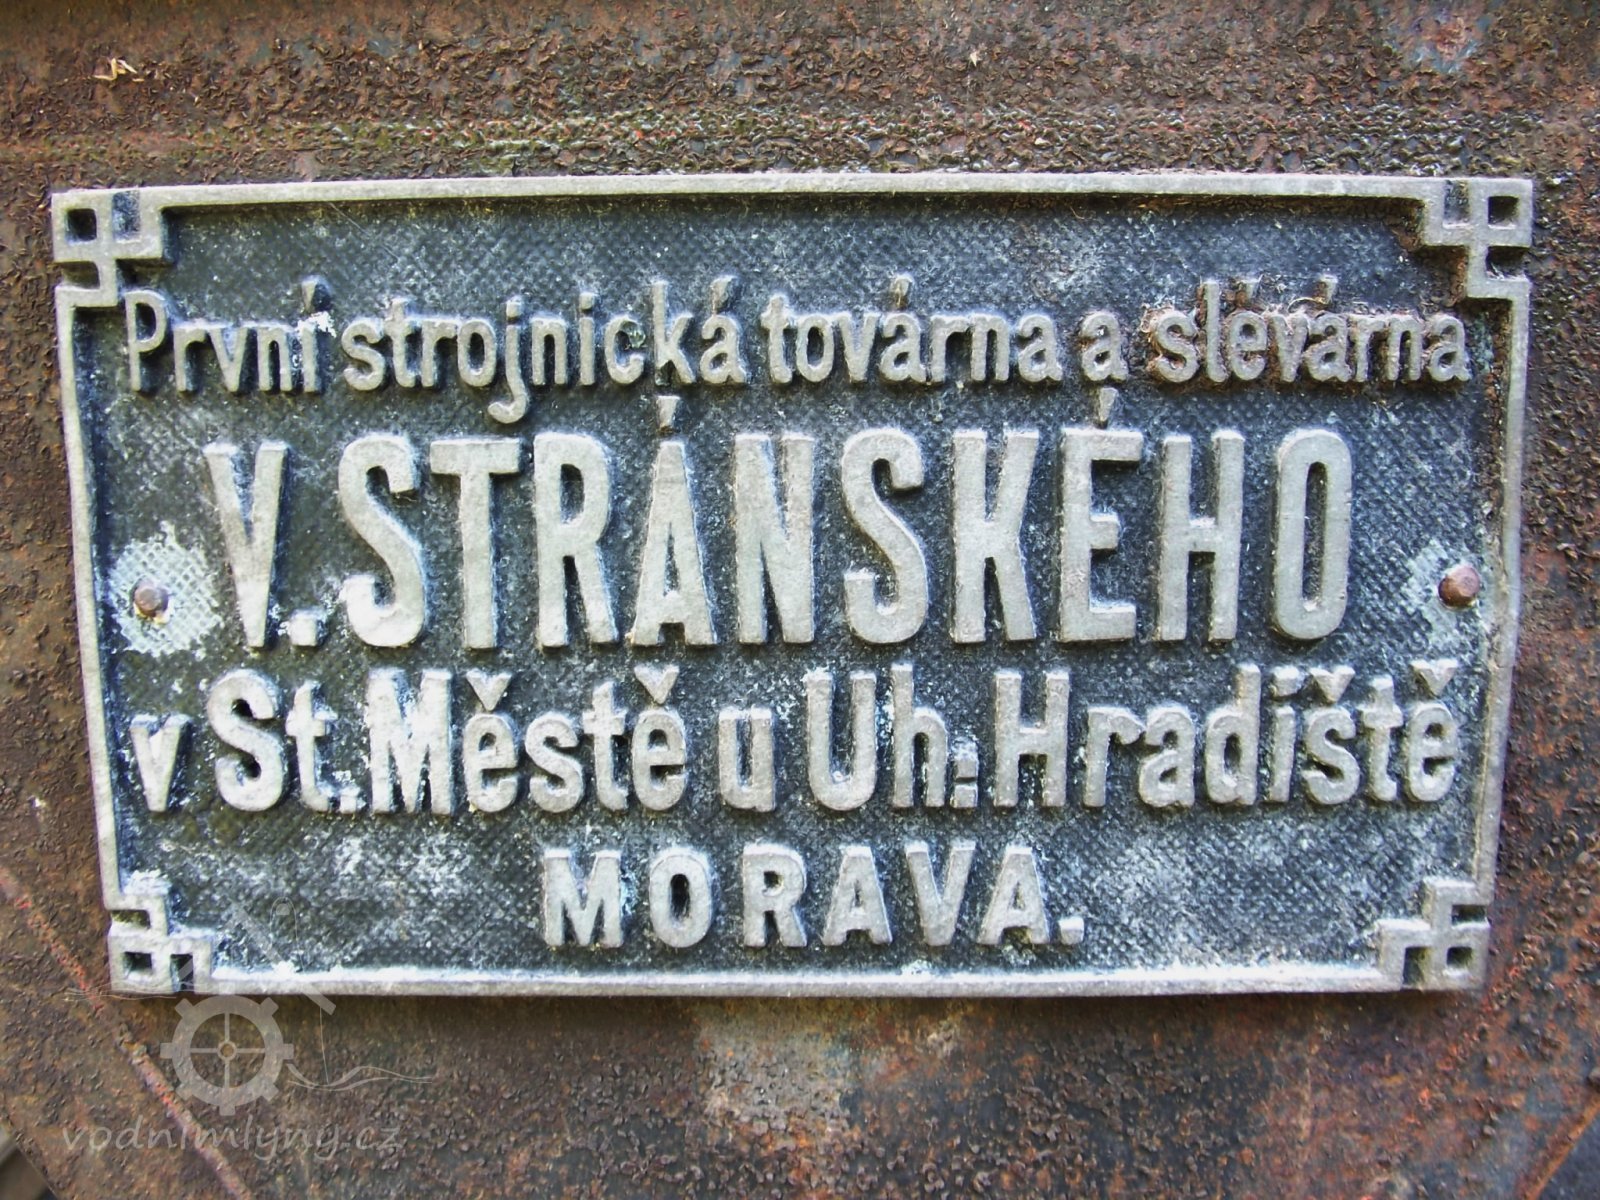 První strojnická továrna a slévárna
V. STRÁNSKÉHO
v St. Městě u Uh: Hradiště
MORAVA.
vodnimlyny.cz